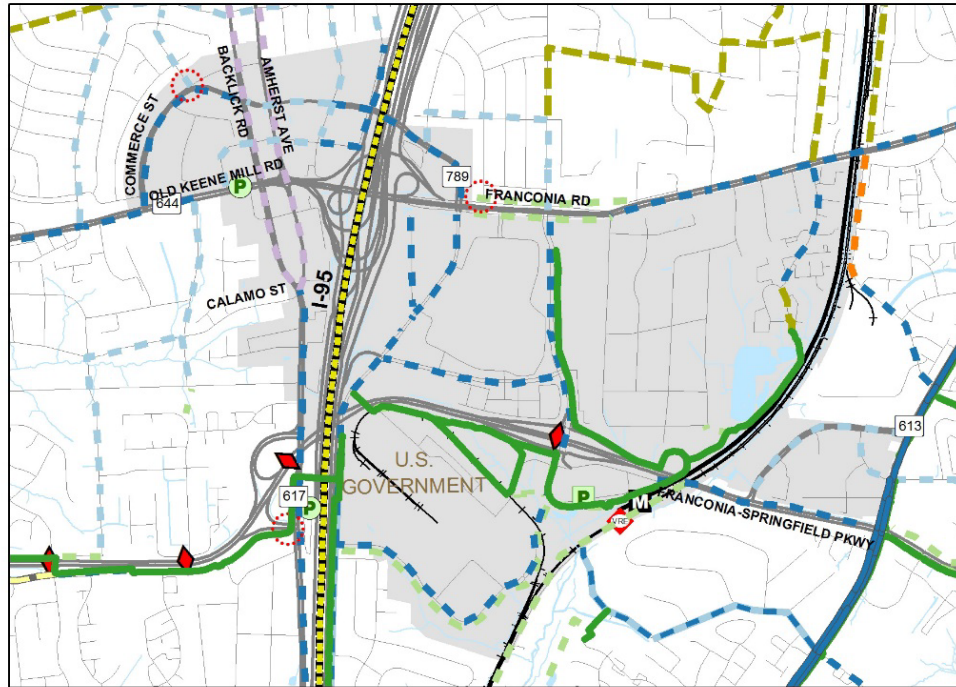 COMMERCE ST
BACKLICK RD
AMHERST AVE
OLD KEENE MILL RD
P
644
789
FRANCONIA RD
I-95
CALAMO ST
613
U.S.
GOVERNMENT
617
P
P
M
VRE
FRANCONIA-SPRINGFIELD PKWY